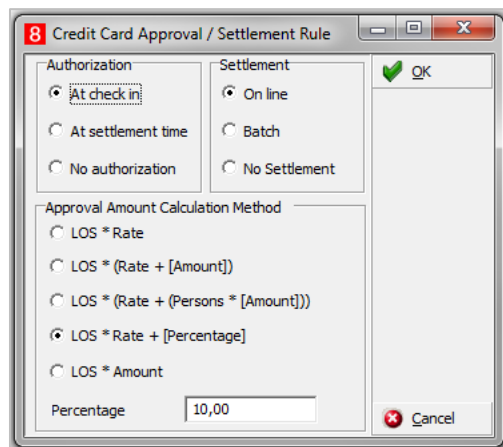 8 Credit Card Approval / Settlement Rule
Authorization
At check in
At settlement time
No authorization
Settlement
On line
Batch
No Settlement
OK
Approval Amount Calculation Method
LOS * Rate
LOS * (Rate + [Amount])
LOS * (Rate + (Persons * [Amount]))
LOS * Rate + [Percentage]
LOS * Amount
Percentage 10,00
Cancel